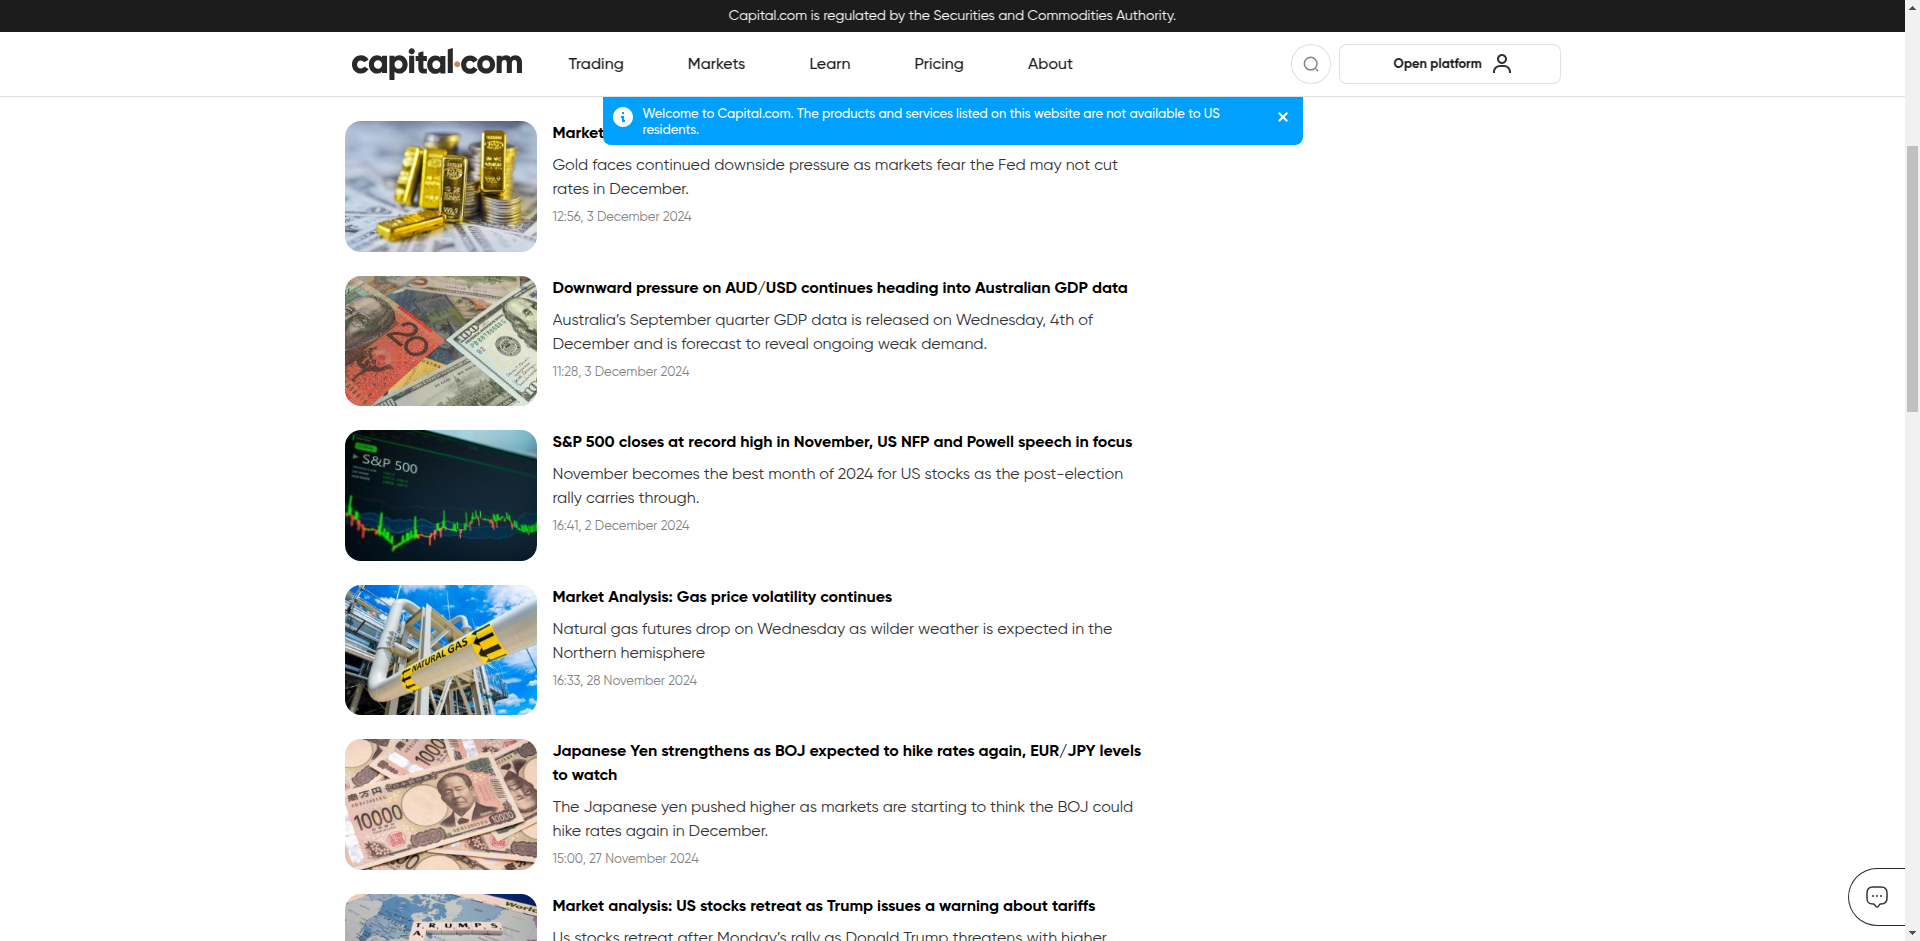 Capital.com is regulated by the Securities and Commodities Authority.
capital.com
Trading
Markets
Learn
Pricing
About
Open platform
Welcome to Capital.com. The products and services listed on this website are not available to US
residents.
Market
Gold faces continued downside pressure as markets fear the Fed may not cut
rates in December.
12:56, 3 December 2024
Downward pressure on AUD/USD continues heading into Australian GDP data
Australia’s September quarter GDP data is released on Wednesday, 4th of
December and is forecast to reveal ongoing weak demand.
11:28, 3 December 2024
20
100
S&P 500 closes at record high in November, US NFP and Powell speech in focus
November becomes the best month of 2024 for US stocks as the post-election
rally carries through.
16:41, 2 December 2024
S&P 500
Market Analysis: Gas price volatility continues
Natural gas futures drop on Wednesday as wilder weather is expected in the
Northern hemisphere
16:33, 28 November 2024
NATURAL GAS
Japanese Yen strengthens as BOJ expected to hike rates again, EUR/JPY levels
to watch
The Japanese yen pushed higher as markets are starting to think the BOJ could
hike rates again in December.
15:00, 27 November 2024
10000
10000
Market analysis: US stocks retreat as Trump issues a warning about tariffs
Us stocks retreat after Monday’s rally as Donald Trump threatens with higher
TRUMPS